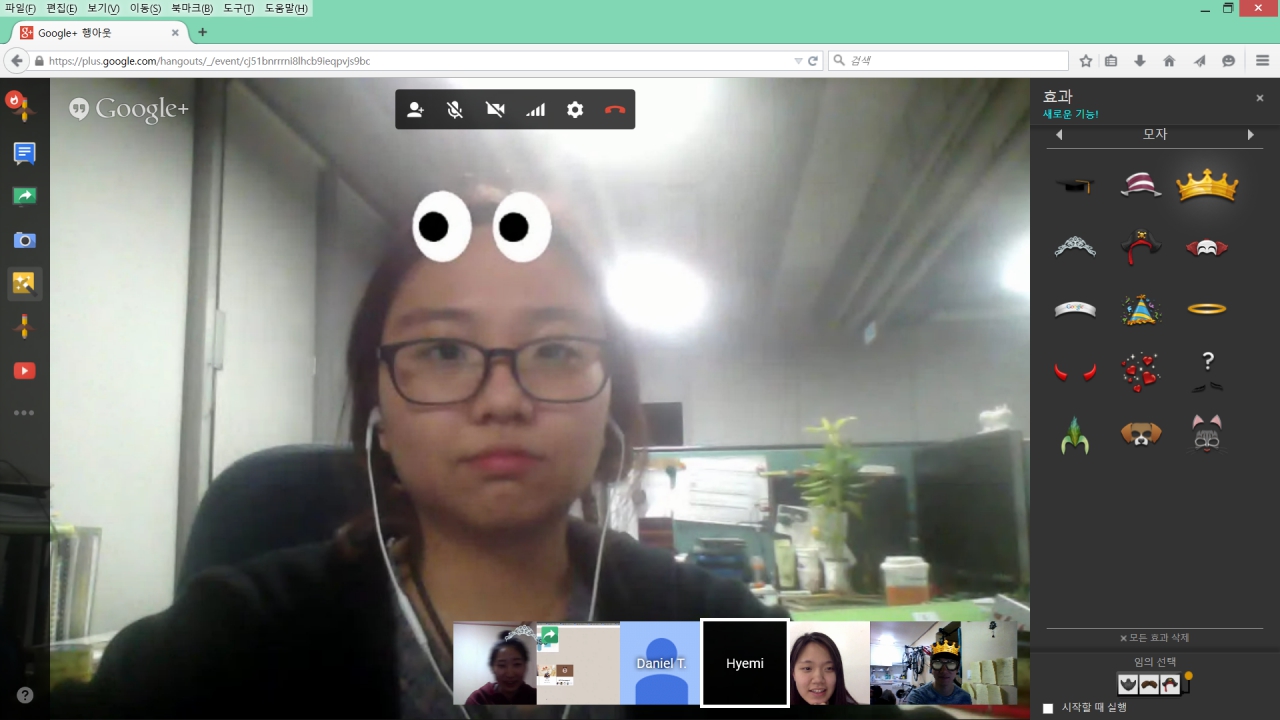 파일(F) 편집(E) 보기(V) 이동(S) 북마크(B) 도구(T) 도움말(H)
Google+ 행아웃
https://plus.google.com/hangouts/_/event/cj51bnrrmi8lhcb9ieqpvjs9bc
검색
Google+
효과
새로운 기능!
모자
Google
?
Daniel T.
Hyemi
모든 효과 삭제
임의 선택
시작할 때 실행
?